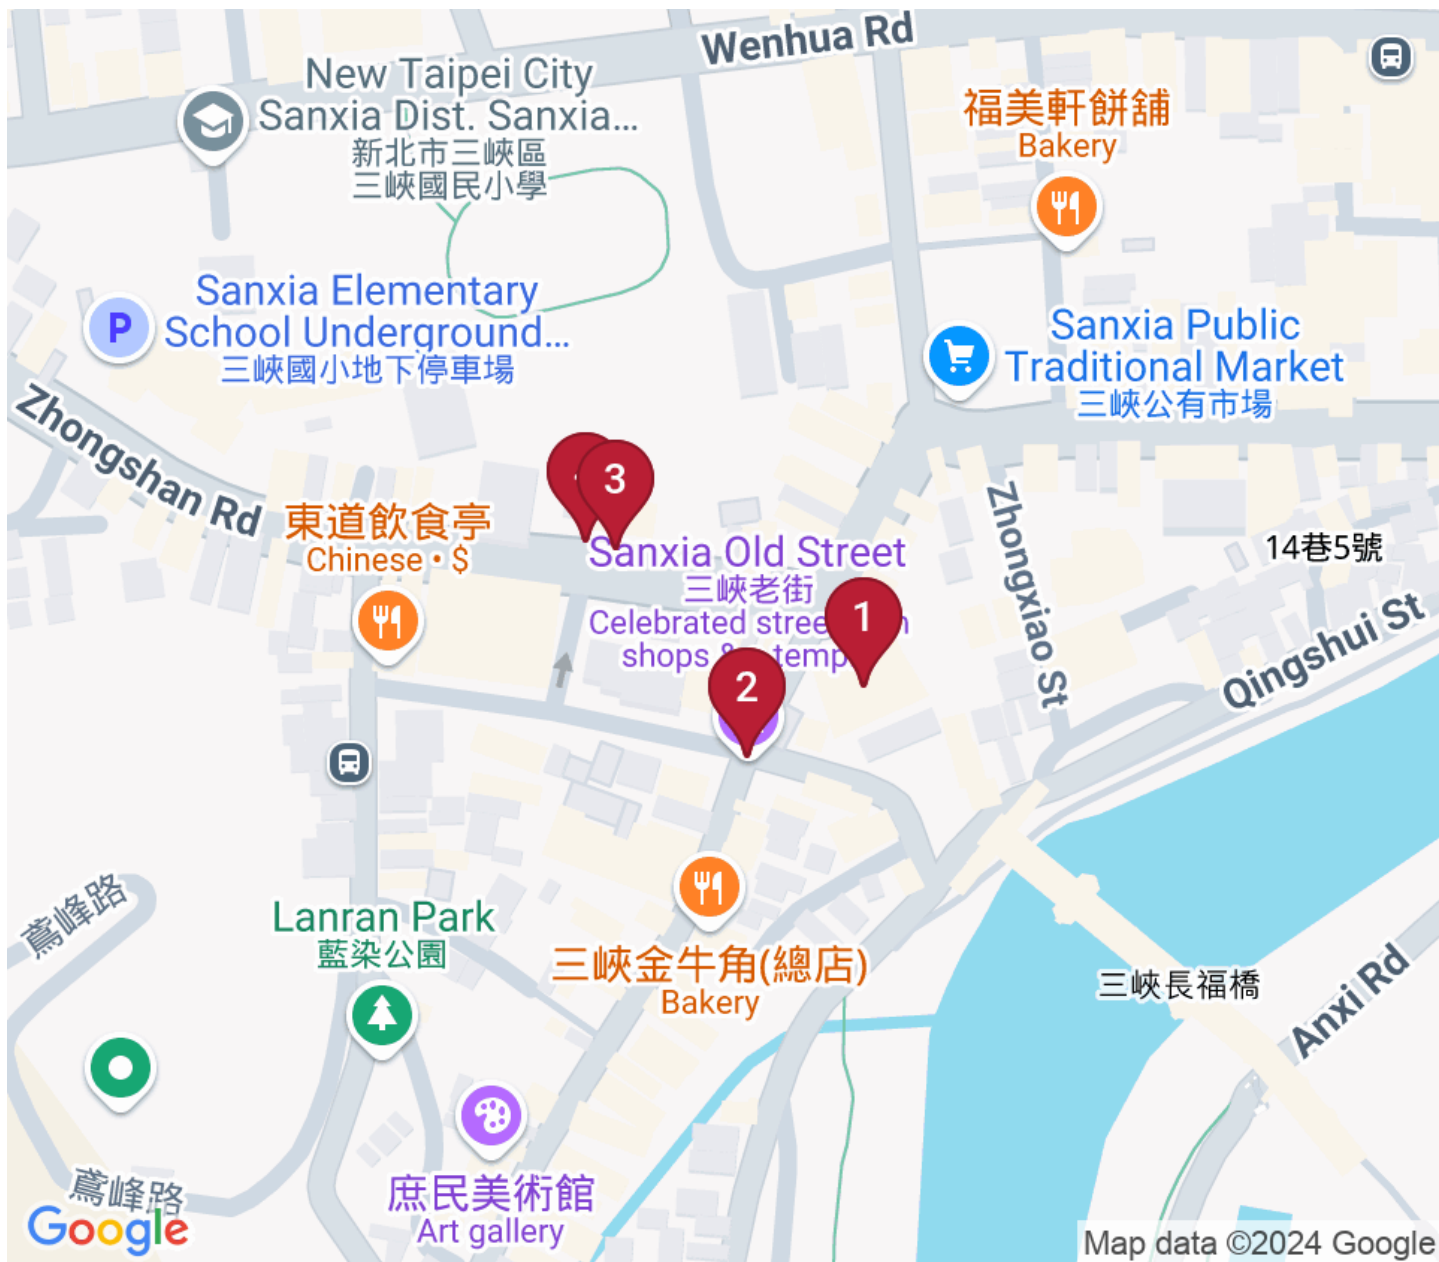 Wenhua Rd
New Taipei City
Sanxia Dist. Sanxia...
新北市三峽區
三峽國民小學
福美軒餅舖
Bakery
P
Sanxia Elementary
School Underground...
三峽國小地下停車場
Sanxia Public
Traditional Market
三峽公有市場
Zhongshan Rd
東道飲食亭
Chinese • $
3
Sanxia Old Street
三峽老街
Celebrated
shops
1
2
Zhongxiao St
14巷5號
Qingshui St
鳶峰路
Lanran Park
藍染公園
三峽金牛角(總店)
Bakery
三峽長福橋
Anxi Rd
鳶峰路
庶民美術館
Art gallery
Google
Map data ©2024 Google